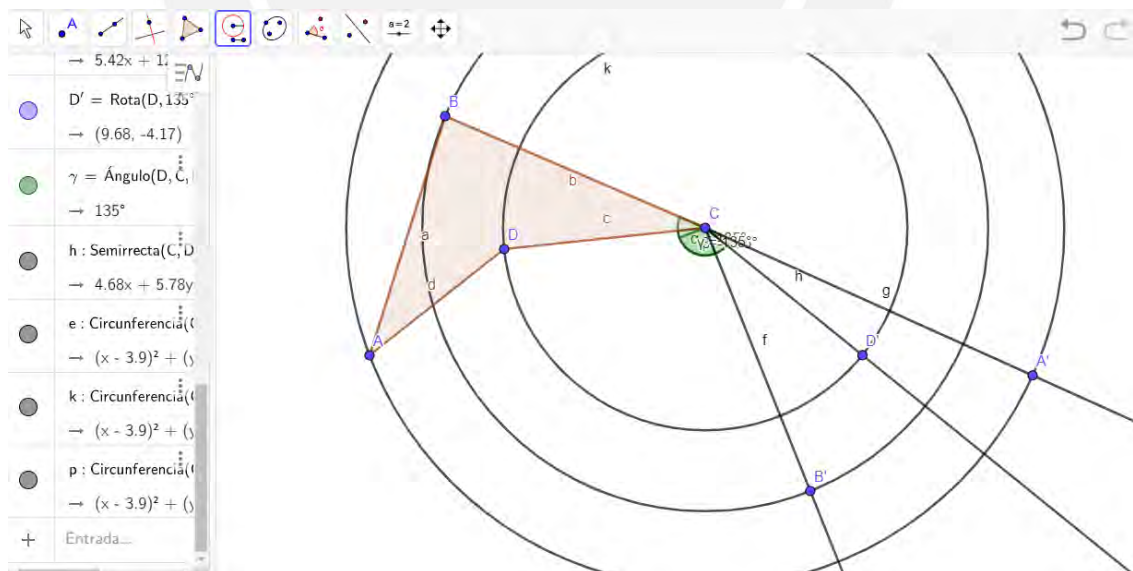 A
a=2
→ 5.42x + 12
D' = Rota(D, 135°
→ (9.68, -4.17)
γ = Ángulo(D, C,
→ 135°
h : Semirrecta(C, D
→ 4.68x + 5.78y
e : Circunferencia(C
→ (x - 3.9)² + (y
k : Circunferencia(C
→ (x - 3.9)² + (y
p : Circunferencia(C
→ (x - 3.9)² + (y
+ Entrada...
k
B
b
C
c
D
a
h
g
d
f
A
D'
A'
B'